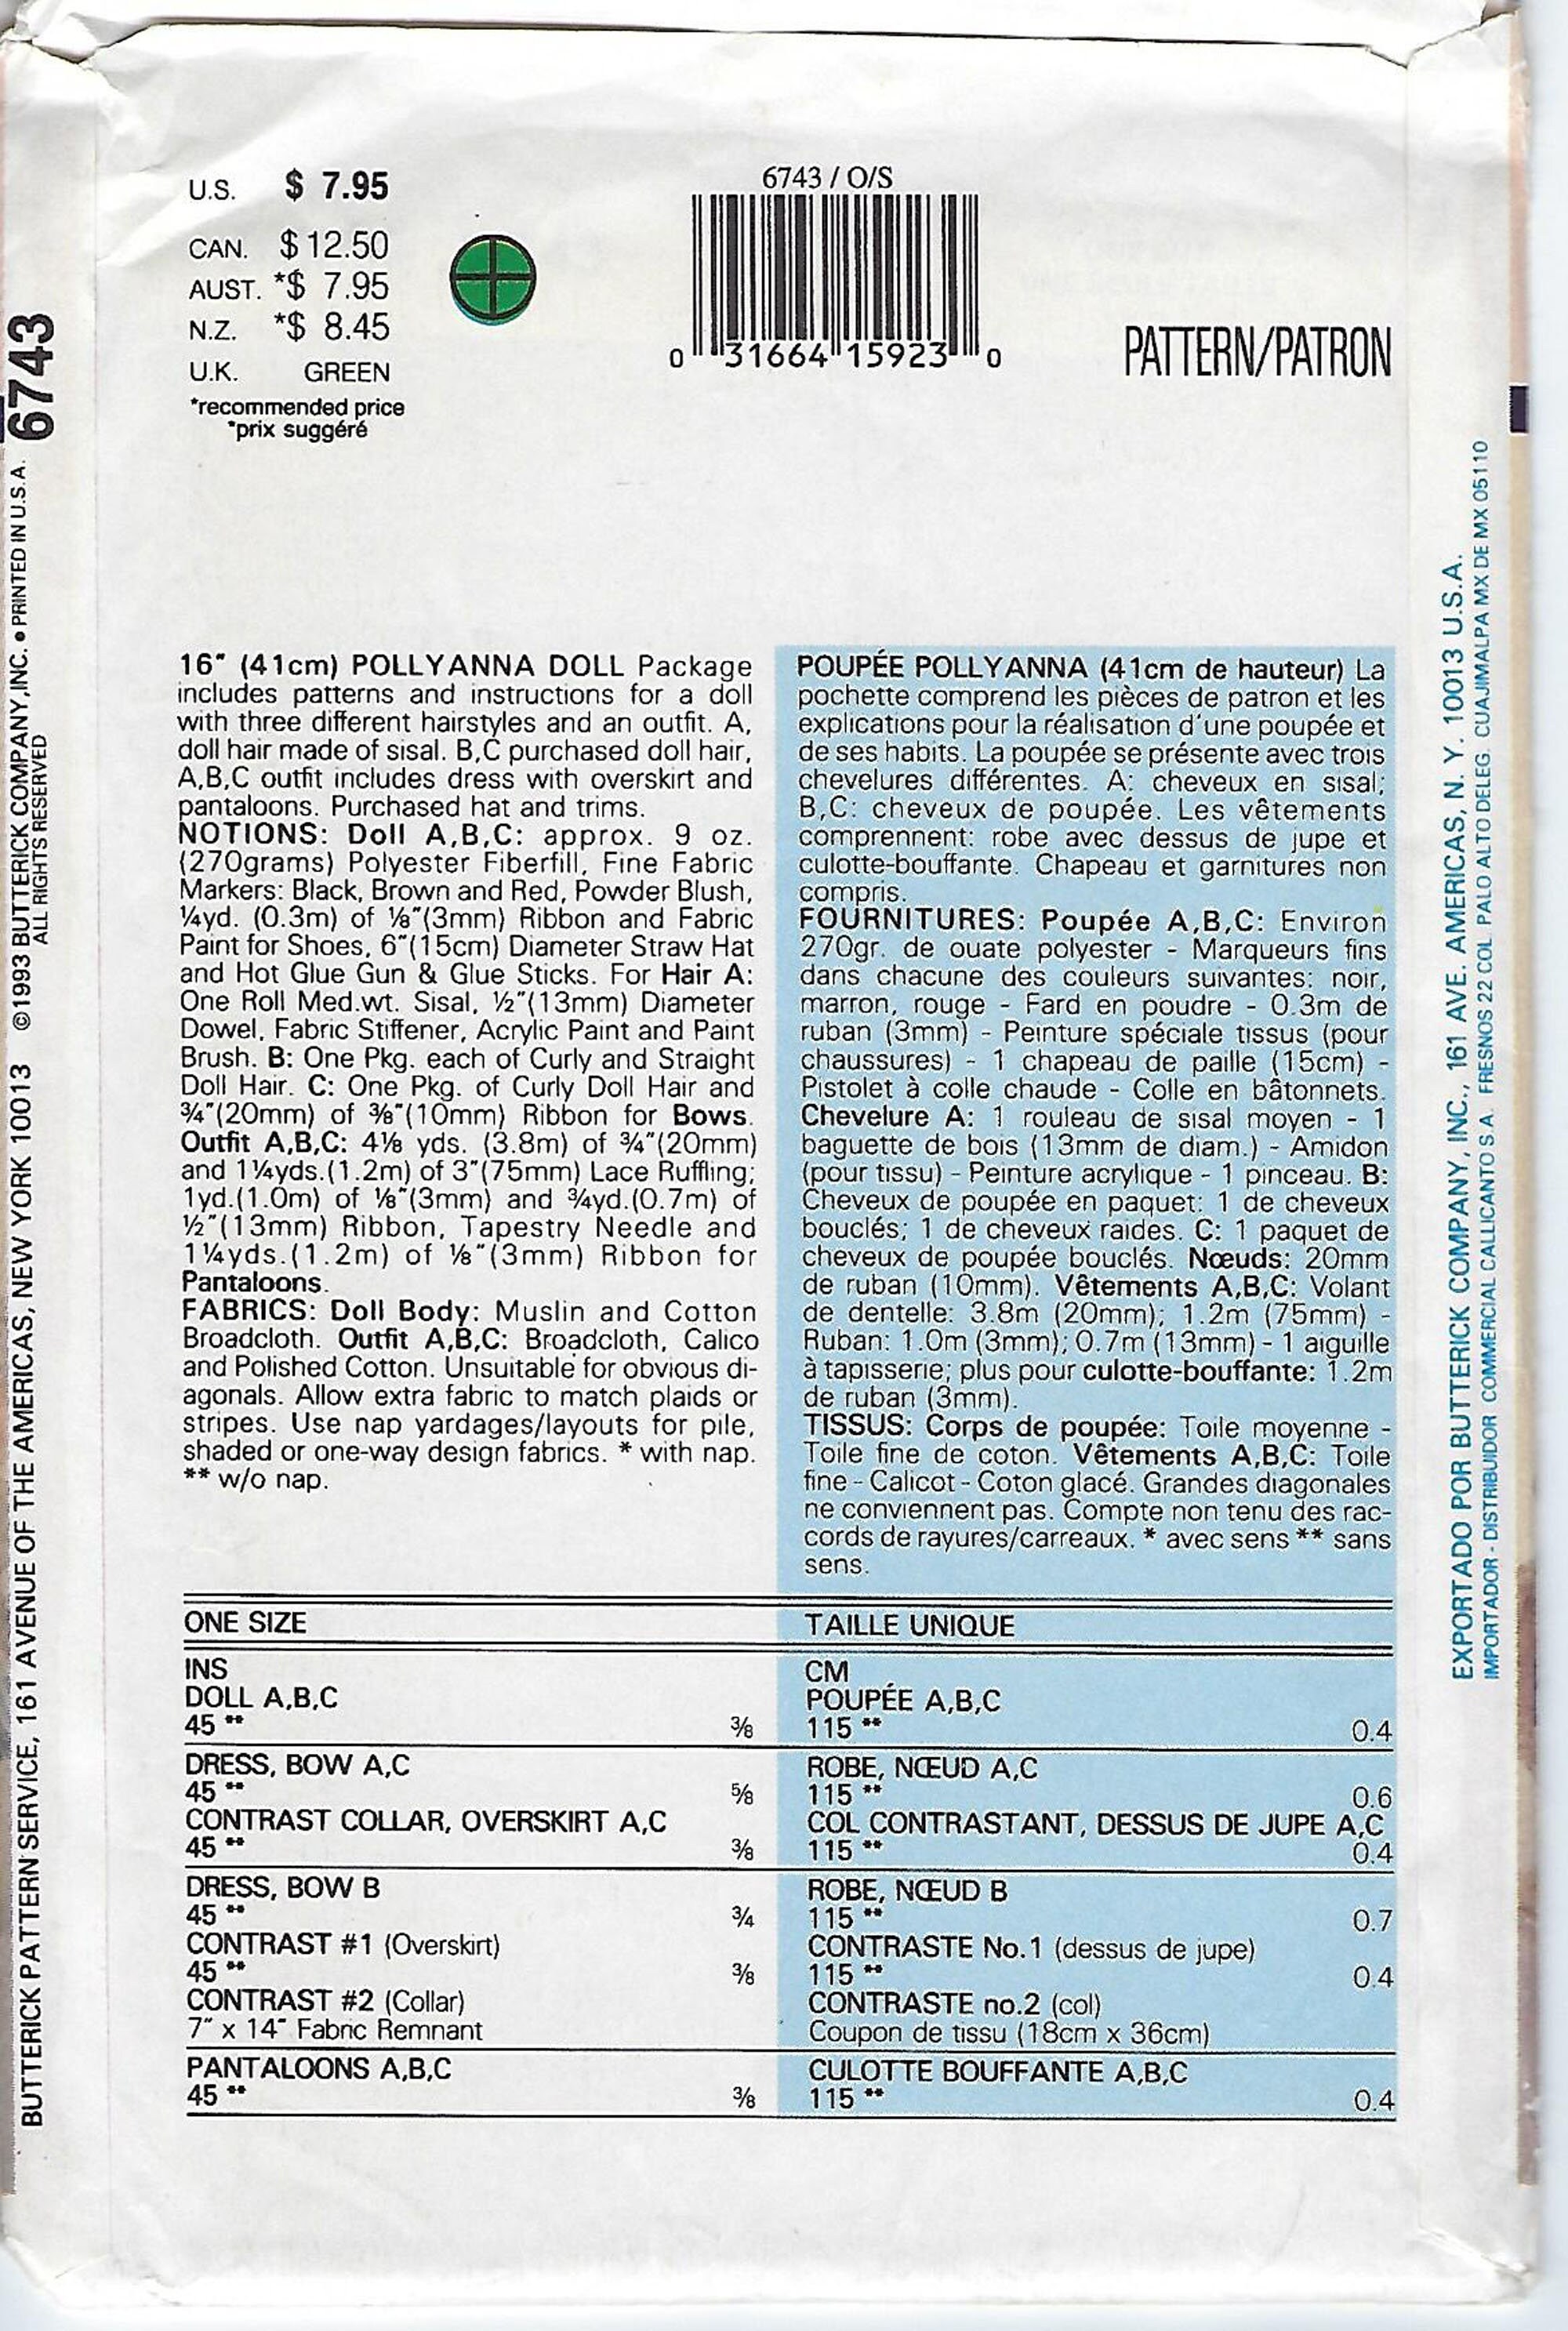 U.S. $ 7.95
CAN. $ 12.50
AUST. *$ 7.95
N.Z. *$ 8.45
U.K. GREEN
*recommended price
*prix suggéré
6743 / O/S
0 31664 15923 0
PATTERN/PATRON
16" (41cm) POLLYANNA DOLL Package
includes patterns and instructions for a doll
with three different hairstyles and an outfit. A,
doll hair made of sisal. B,C purchased doll hair,
A,B,C outfit includes dress with overskirt and
pantaloons. Purchased hat and trims.
NOTIONS: Doll A,B,C: approx. 9 oz.
(270grams) Polyester Fiberfill, Fine Fabric
Markers: Black, Brown and Red, Powder Blush,
¼yd. (0.3m) of ⅛"(3mm) Ribbon and Fabric
Paint for Shoes, 6"(15cm) Diameter Straw Hat
and Hot Glue Gun & Glue Sticks. For Hair A:
One Roll Med.wt. Sisal, ½"(13mm) Diameter
Dowel, Fabric Stiffener, Acrylic Paint and Paint
Brush. B: One Pkg. each of Curly and Straight
Doll Hair. C: One Pkg. of Curly Doll Hair and
¾"(20mm) of ⅜"(10mm) Ribbon for Bows.
Outfit A,B,C: 4⅛ yds. (3.8m) of ¾"(20mm)
and 1¼yds.(1.2m) of 3"(75mm) Lace Ruffling;
1yd.(1.0m) of ⅛"(3mm) and ¾yd.(0.7m) of
½"(13mm) Ribbon, Tapestry Needle and
1¼yds.(1.2m) of ⅛"(3mm) Ribbon for
Pantaloons.
FABRICS: Doll Body: Muslin and Cotton
Broadcloth. Outfit A,B,C: Broadcloth, Calico
and Polished Cotton. Unsuitable for obvious di-
agonals. Allow extra fabric to match plaids or
stripes. Use nap yardages/layouts for pile,
shaded or one-way design fabrics. * with nap.
** w/o nap.
POUPÉE POLLYANNA (41cm de hauteur) La
pochette comprend les pièces de patron et les
explications pour la réalisation d'une poupée et
de ses habits. La poupée se présente avec trois
chevelures différentes. A: cheveux en sisal;
B,C: cheveux de poupée. Les vêtements
comprennent: robe avec dessus de jupe et
culotte-bouffante. Chapeau et garnitures non
compris.
FOURNITURES: Poupée A,B,C: Environ
270gr. de ouate polyester - Marqueurs fins
dans chacune des couleurs suivantes: noir,
marron, rouge - Fard en poudre - 0.3m de
ruban (3mm) - Peinture spéciale tissus (pour
chaussures) - 1 chapeau de paille (15cm) -
Pistolet à colle chaude - Colle en bâtonnets.
Chevelure A: 1 rouleau de sisal moyen - 1
baguette de bois (13mm de diam.) - Amidon
(pour tissu) - Peinture acrylique - 1 pinceau. B:
Cheveux de poupée en paquet: 1 de cheveux
bouclés; 1 de cheveux raides. C: 1 paquet de
cheveux de poupée bouclés. Nœuds: 20mm
de ruban (10mm). Vêtements A,B,C: Volant
de dentelle: 3.8m (20mm); 1.2m (75mm) -
Ruban: 1.0m (3mm); 0.7m (13mm) - 1 aiguille
à tapisserie; plus pour culotte-bouffante: 1.2m
de ruban (3mm).
TISSUS: Corps de poupée: Toile moyenne -
Toile fine de coton. Vêtements A,B,C: Toile
fine - Calicot - Coton glacé. Grandes diagonales
ne conviennent pas. Compte non tenu des rac-
cords de rayures/carreaux. * avec sens ** sans
sens.
ONE SIZE TAILLE UNIQUE
INS CM
DOLL A,B,C POUPÉE A,B,C
45 ** ⅜ 115 ** 0.4
DRESS, BOW A,C ROBE, NŒUD A,C
45 ** ⅝ 115 ** 0.6
CONTRAST COLLAR, OVERSKIRT A,C COL CONTRASTANT, DESSUS DE JUPE A,C
45 ** ⅜ 115 ** 0.4
DRESS, BOW B ROBE, NŒUD B
45 ** ¾ 115 ** 0.7
CONTRAST #1 (Overskirt) CONTRASTE No.1 (dessus de jupe)
45 ** ⅜ 115 ** 0.4
CONTRAST #2 (Collar) CONTRASTE no.2 (col)
7" x 14" Fabric Remnant Coupon de tissu (18cm x 36cm)
PANTALOONS A,B,C CULOTTE BOUFFANTE A,B,C
45 ** ⅜ 115 ** 0.4
BUTTERICK PATTERN SERVICE, 161 AVENUE OF THE AMERICAS, NEW YORK 10013 ©1993 BUTTERICK COMPANY, INC. • PRINTED IN U.S.A. 6743
ALL RIGHTS RESERVED
EXPORTADO POR BUTTERICK COMPANY, INC., 161 AVE. AMERICAS, N. Y. 10013 U.S.A.
IMPORTADOR - DISTRIBUIDOR COMMERCIAL CALLICANTO S.A. FRESNOS 22 COL. PALO ALTO DELEG. CUAJIMALPA MX DE MX 05110